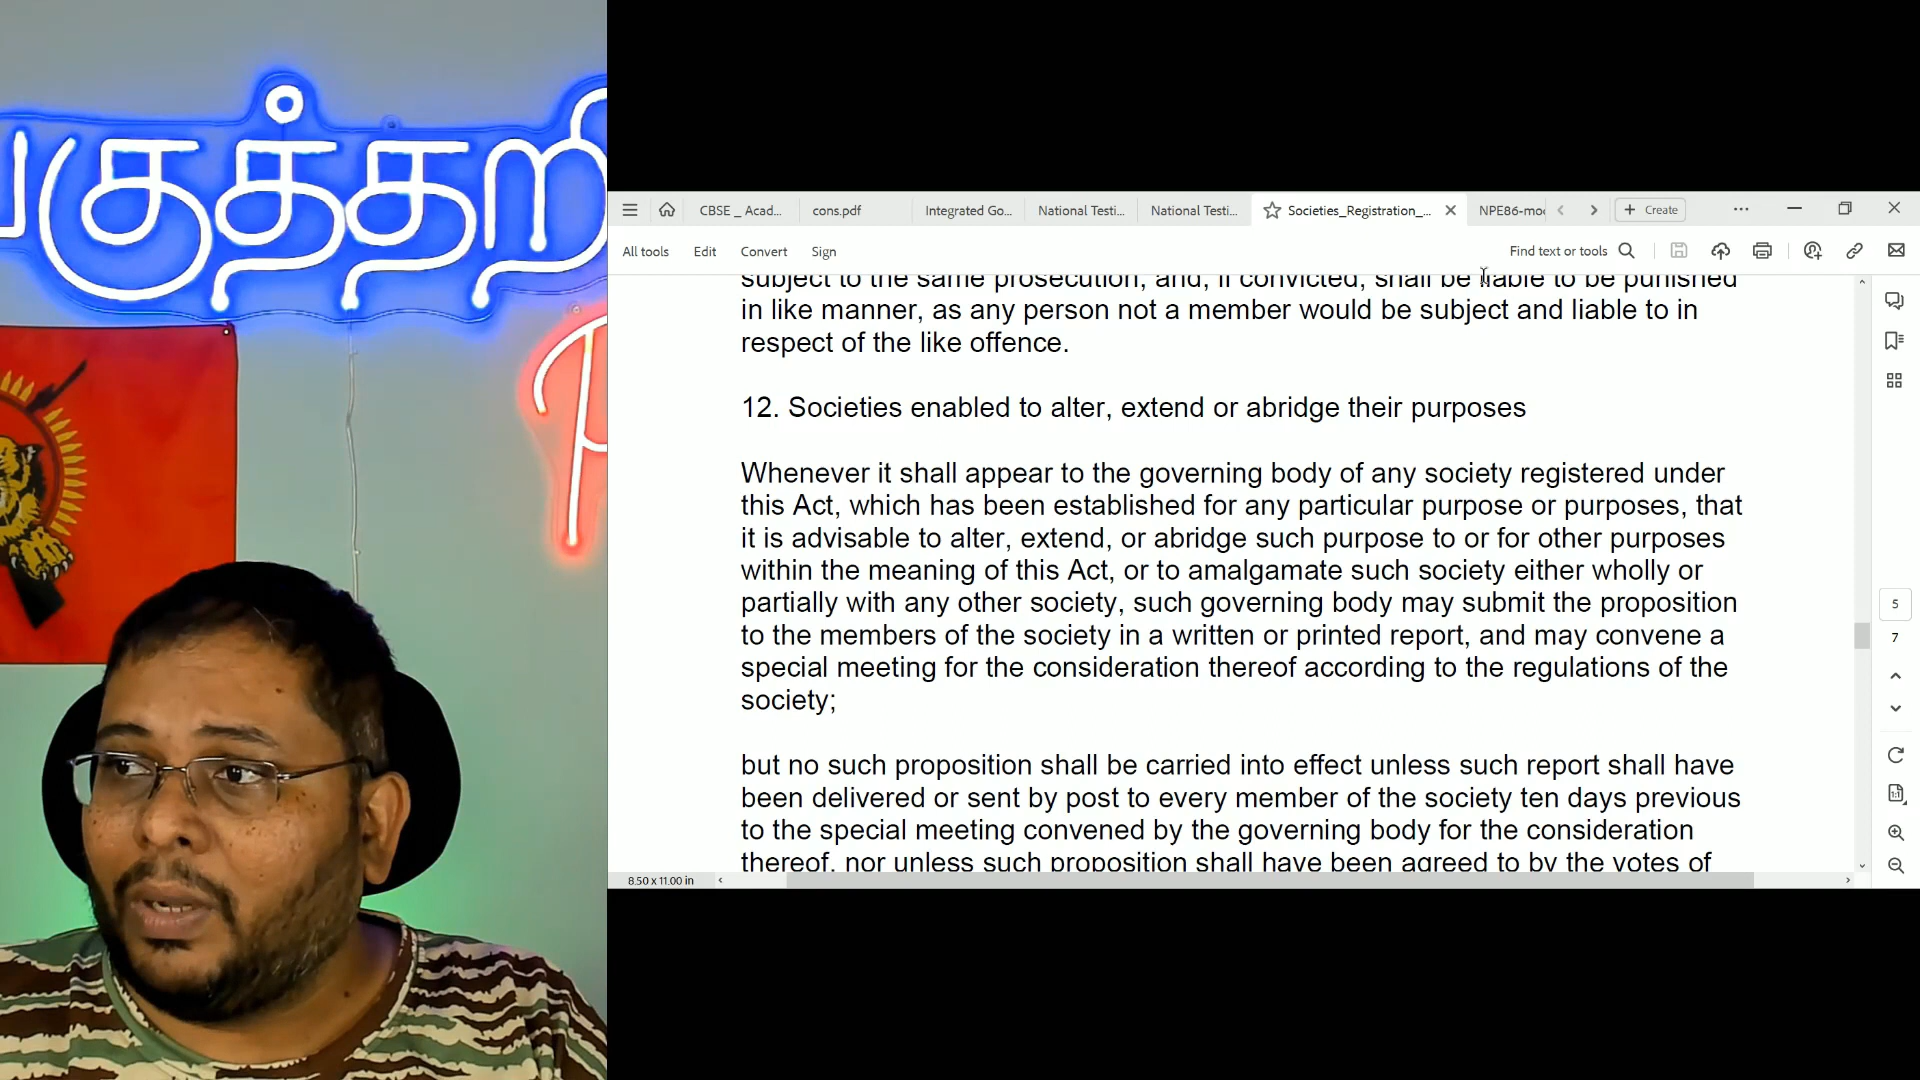 குத்தறி
CBSE _ Acad...
cons.pdf
Integrated Go...
National Testi...
National Testi...
Societies_Registration_...
NPE86-mo
Create
All tools
Edit
Convert
Sign
Find text or tools
subject to the same prosecution, and, if convicted, shall be liable to be punished
in like manner, as any person not a member would be subject and liable to in
respect of the like offence.
12. Societies enabled to alter, extend or abridge their purposes
Whenever it shall appear to the governing body of any society registered under
this Act, which has been established for any particular purpose or purposes, that
it is advisable to alter, extend, or abridge such purpose to or for other purposes
within the meaning of this Act, or to amalgamate such society either wholly or
partially with any other society, such governing body may submit the proposition
to the members of the society in a written or printed report, and may convene a
special meeting for the consideration thereof according to the regulations of the
society;
but no such proposition shall be carried into effect unless such report shall have
been delivered or sent by post to every member of the society ten days previous
to the special meeting convened by the governing body for the consideration
thereof, nor unless such proposition shall have been agreed to by the votes of
5
7
8.50 x 11.00 in